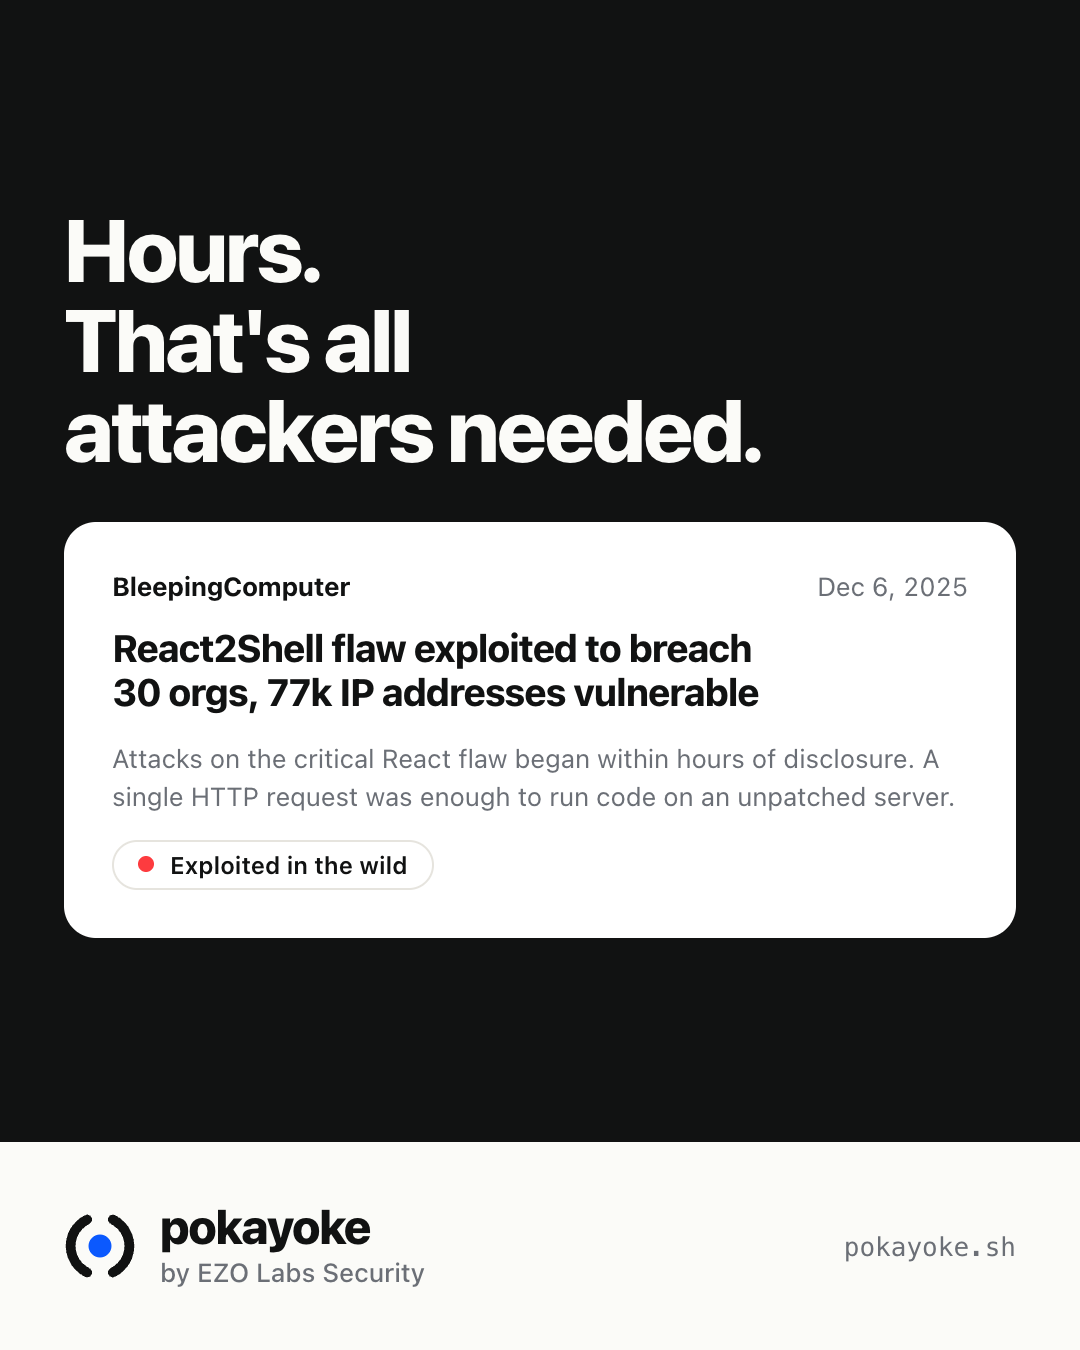 Hours.
That's all
attackers needed.
BleepingComputer
Dec 6, 2025
React2Shell flaw exploited to breach
30 orgs, 77k IP addresses vulnerable
Attacks on the critical React flaw began within hours of disclosure. A
single HTTP request was enough to run code on an unpatched server.
Exploited in the wild
pokayoke
by EZO Labs Security
pokayoke.sh